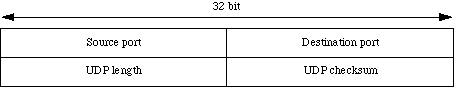 32 bit
Source port Destination port
UDP length UDP checksum